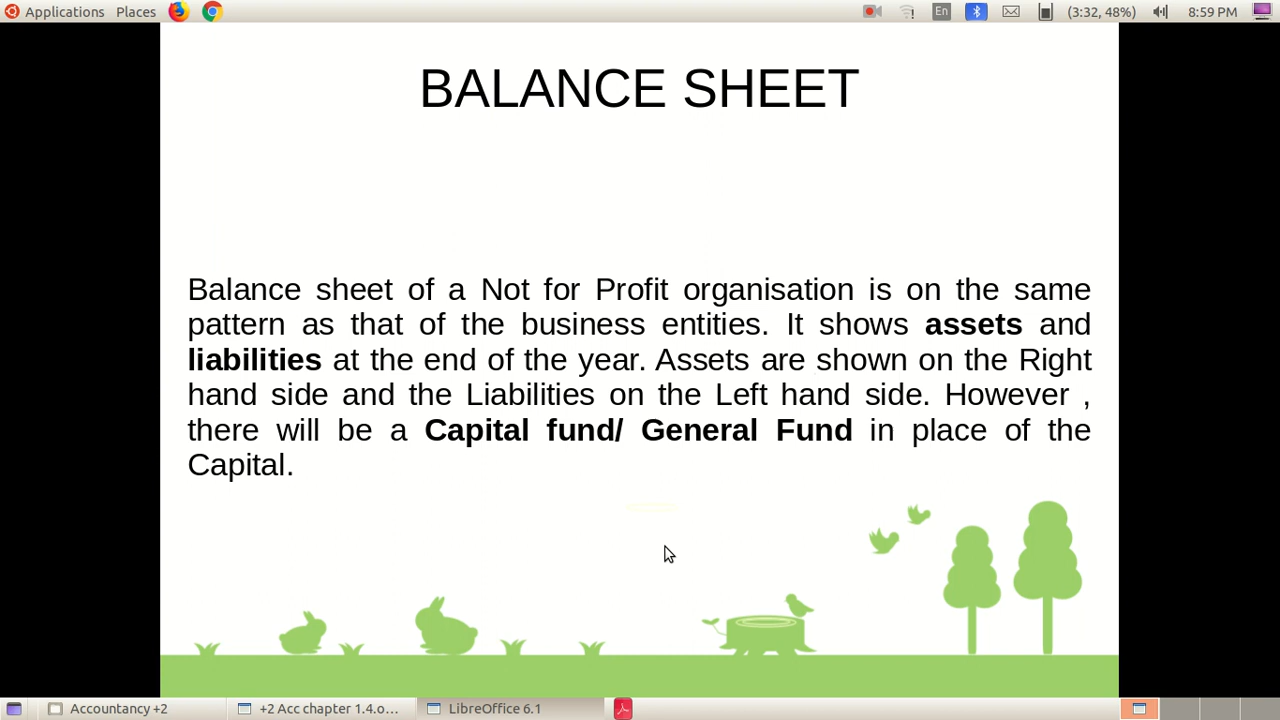 Applications Places En (3:32, 48%) 8:59 PM
BALANCE SHEET
Balance sheet of a Not for Profit organisation is on the same
pattern as that of the business entities. It shows assets and
liabilities at the end of the year. Assets are shown on the Right
hand side and the Liabilities on the Left hand side. However ,
there will be a Capital fund/ General Fund in place of the
Capital.
Accountancy +2 +2 Acc chapter 1.4.o... LibreOffice 6.1